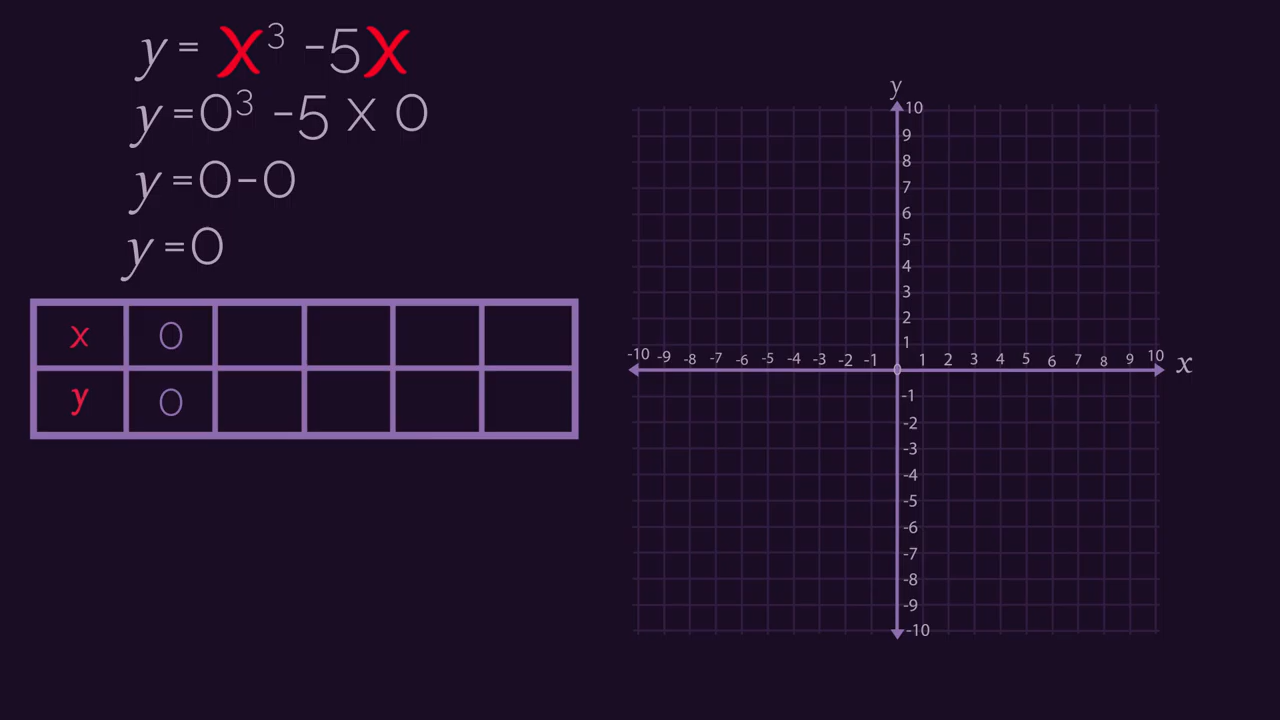 y = x³ -5x
y =0³ -5 x 0
y =0-0
y =0
x 0
y 0
y
10
9
8
7
6
5
4
3
2
1
-10 -9 -8 -7 -6 -5 -4 -3 -2 -1 1 2 3 4 5 6 7 8 9 10 x
0
-1
-2
-3
-4
-5
-6
-7
-8
-9
-10